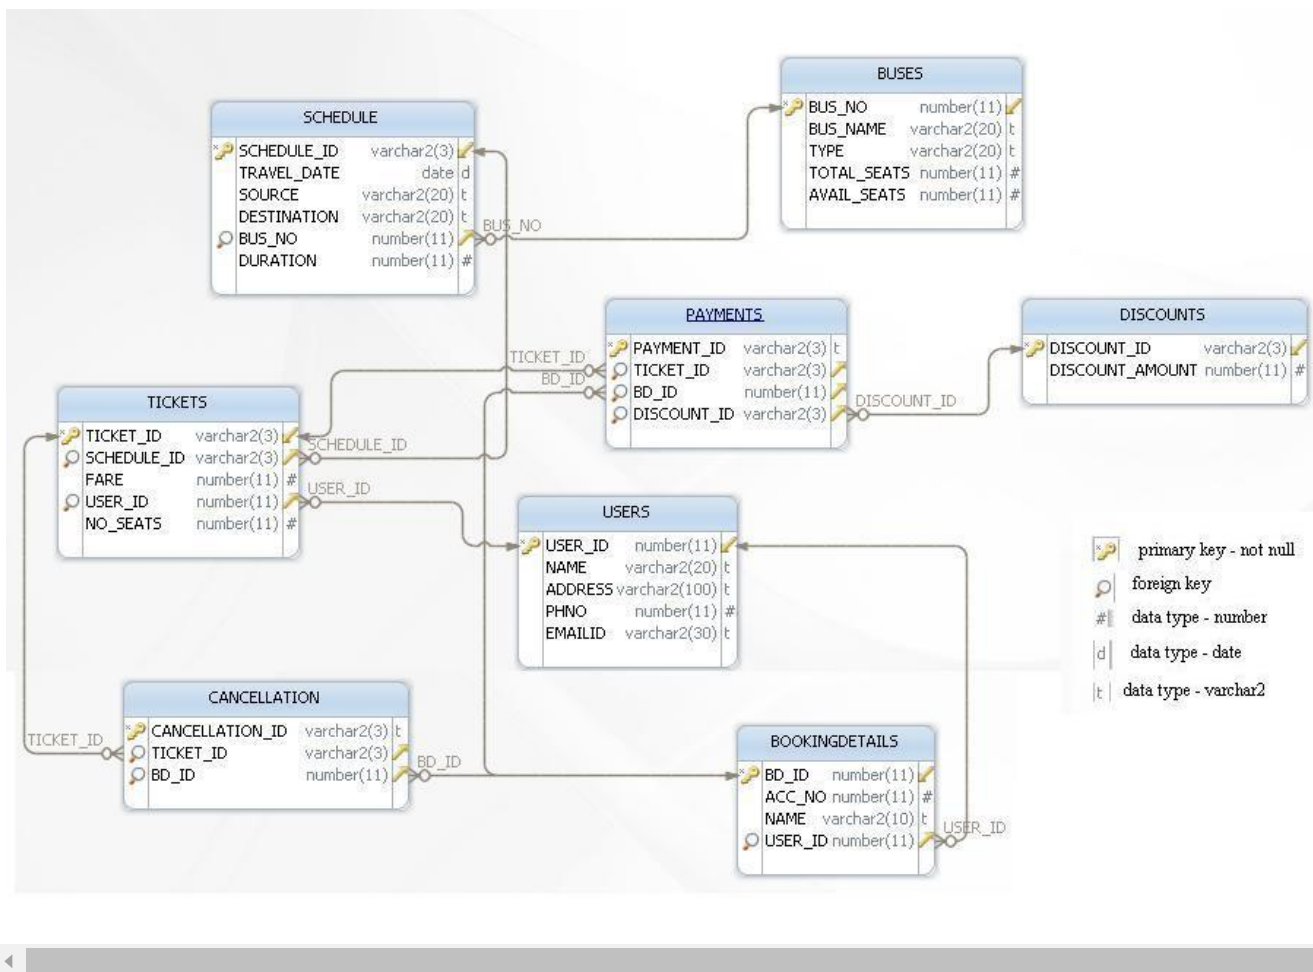 BUSES
BUS_NO number(11)
BUS_NAME varchar2(20) t
TYPE varchar2(20) t
TOTAL_SEATS number(11) #
AVAIL_SEATS number(11) #
SCHEDULE
SCHEDULE_ID varchar2(3)
TRAVEL_DATE date d
SOURCE varchar2(20) t
DESTINATION varchar2(20) t
BUS_NO number(11)
DURATION number(11) #
BUS_NO
PAYMENTS
PAYMENT_ID varchar2(3) t
TICKET_ID varchar2(3)
BD_ID number(11)
DISCOUNT_ID varchar2(3)
TICKET_ID
BD_ID
DISCOUNT_ID
DISCOUNTS
DISCOUNT_ID varchar2(3)
DISCOUNT_AMOUNT number(11) #
TICKETS
TICKET_ID varchar2(3)
SCHEDULE_ID varchar2(3)
FARE number(11) #
USER_ID number(11)
NO_SEATS number(11) #
SCHEDULE_ID
USER_ID
USERS
USER_ID number(11)
NAME varchar2(20) t
ADDRESS varchar2(100) t
PHNO number(11) #
EMAILID varchar2(30) t
primary key - not null
foreign key
# data type - number
d data type - date
t data type - varchar2
CANCELLATION
CANCELLATION_ID varchar2(3) t
TICKET_ID varchar2(3)
BD_ID number(11)
TICKET_ID
BD_ID
BOOKINGDETAILS
BD_ID number(11)
ACC_NO number(11) #
NAME varchar2(10) t
USER_ID number(11)
USER_ID